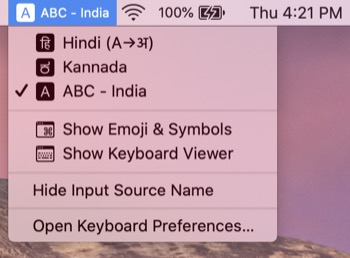 A ABC - India 100% Thu 4:21 PM
हि Hindi (A→अ)
ಕ Kannada
✓ A ABC - India
Show Emoji & Symbols
Show Keyboard Viewer
Hide Input Source Name
Open Keyboard Preferences...